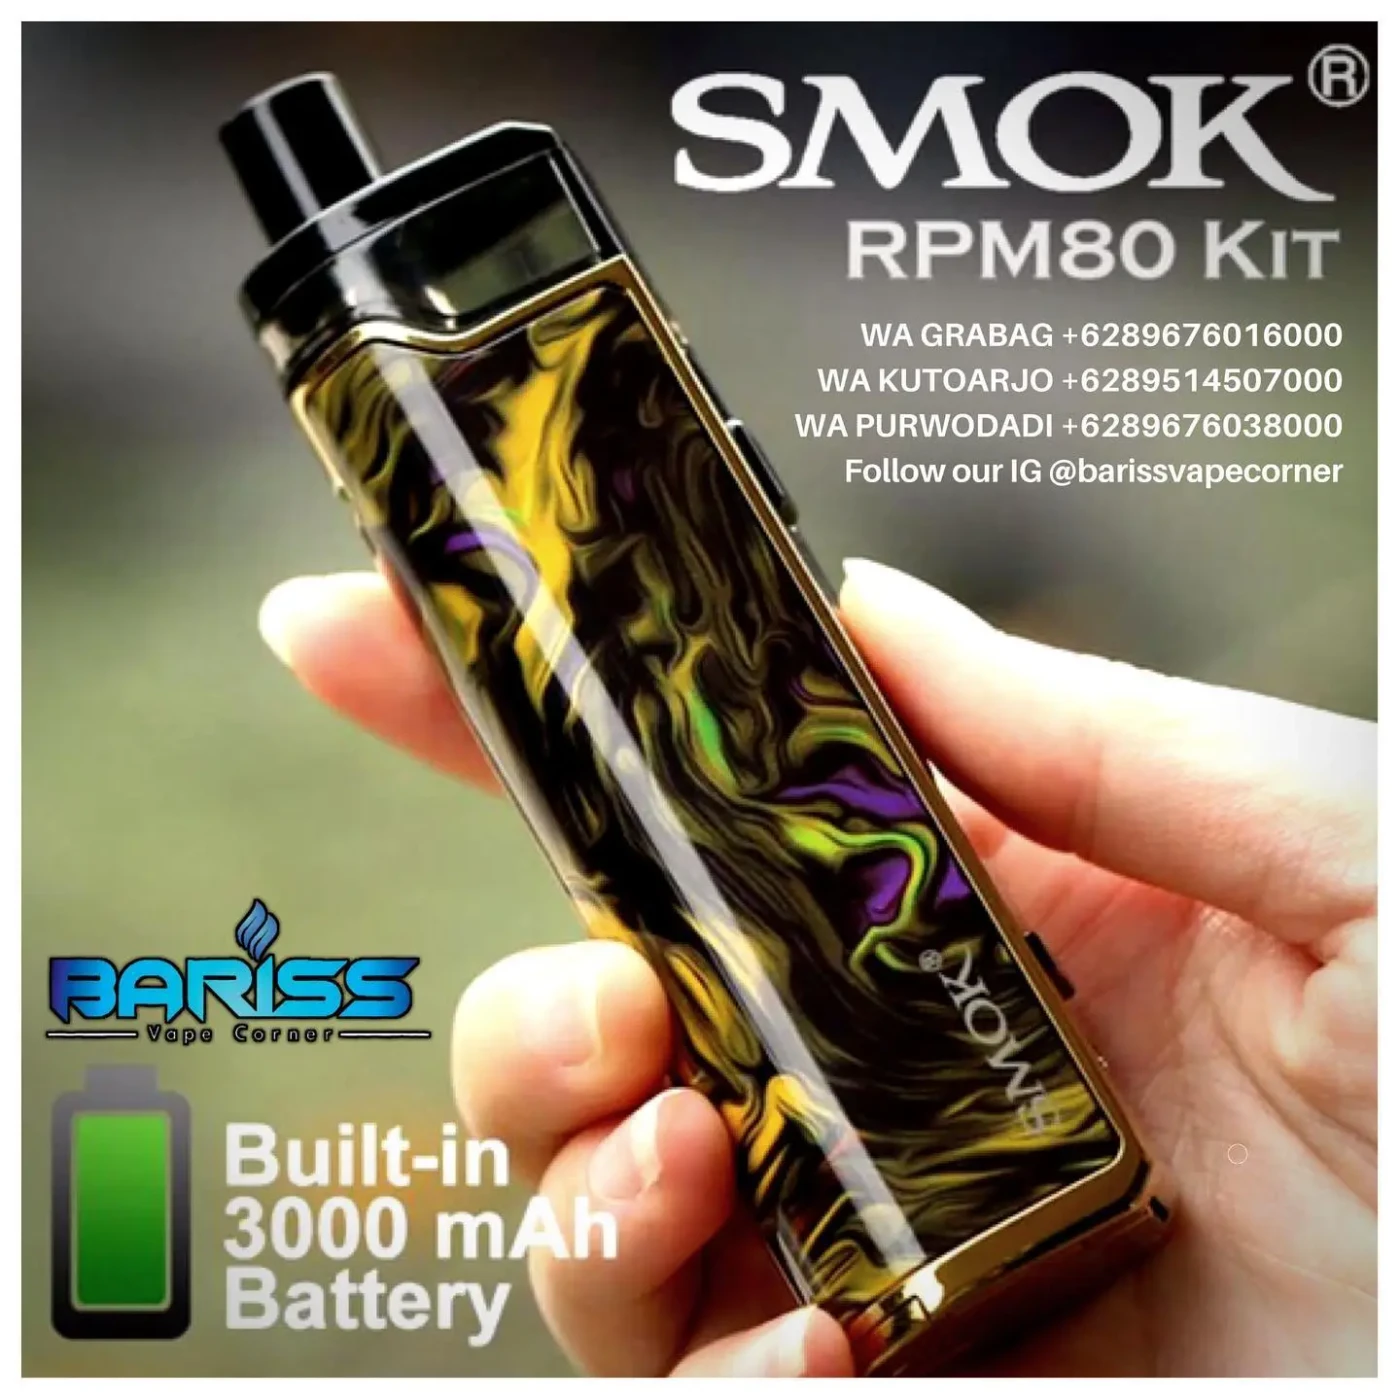 SMOK®
RPM80 KIT
WA GRABAG +6289676016000
WA KUTOARJO +6289514507000
WA PURWODADI +6289676038000
Follow our IG @barissvapecorner
SMOK®
BARISS
Vape Corner
Built-in
3000 mAh
Battery